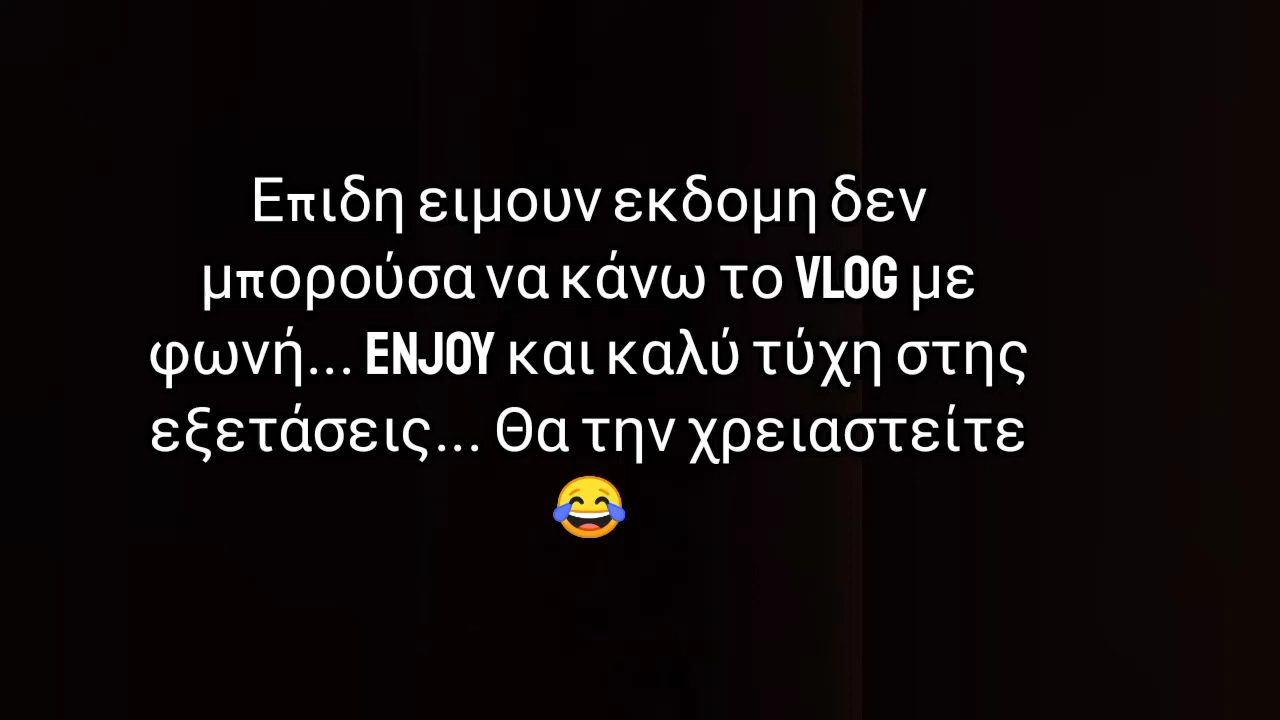 Επιδη ειμουν εκδομη δεν
μπορούσα να κάνω το VLOG με
φωνή... ENJOY και καλύ τύχη στης
εξετάσεις... Θα την χρειαστείτε
😂